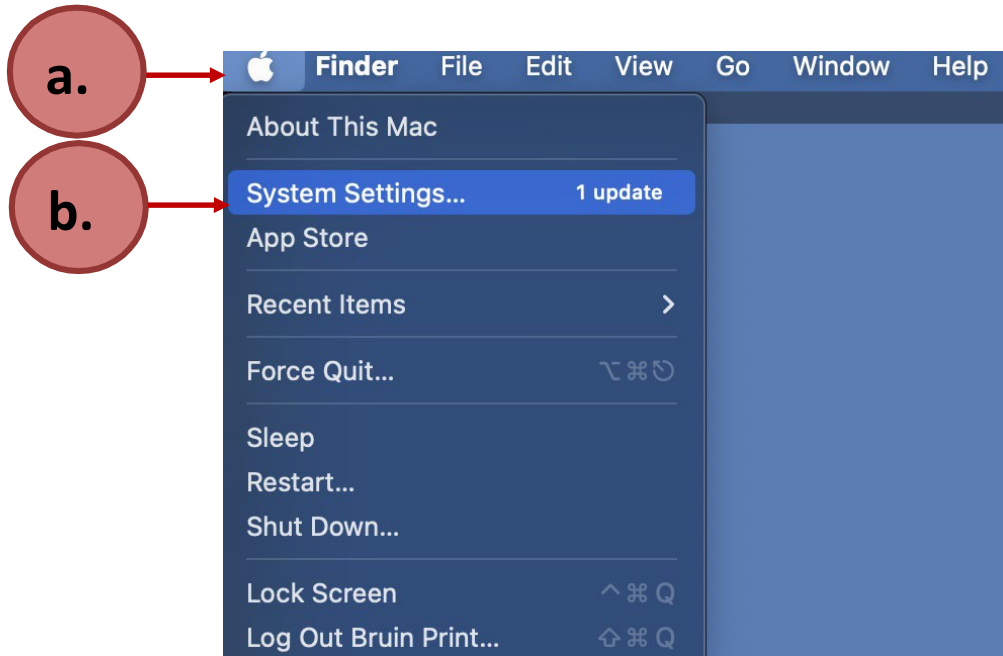 a.
Finder File Edit View Go Window Help
About This Mac
b.
System Settings... 1 update
App Store
Recent Items >
Force Quit... ⌥⌘⎋
Sleep
Restart...
Shut Down...
Lock Screen ^⌘Q
Log Out Bruin Print... ⇧⌘Q